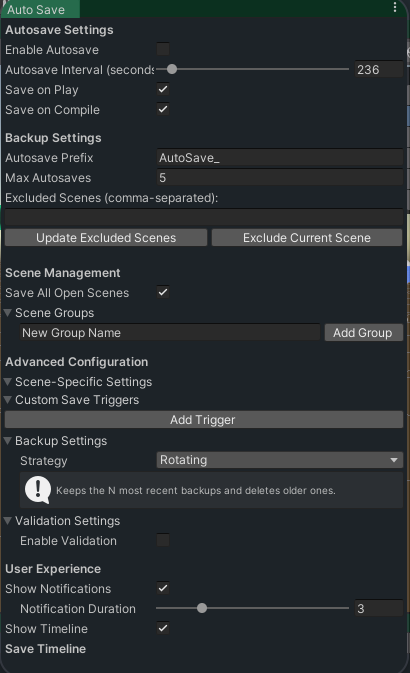 Auto Save
Autosave Settings
Enable Autosave
Autosave Interval (seconds 236
Save on Play
Save on Compile
Backup Settings
Autosave Prefix AutoSave_
Max Autosaves 5
Excluded Scenes (comma-separated):
Update Excluded Scenes Exclude Current Scene
Scene Management
Save All Open Scenes
Scene Groups
New Group Name Add Group
Advanced Configuration
Scene-Specific Settings
Custom Save Triggers
Add Trigger
Backup Settings
Strategy Rotating
Keeps the N most recent backups and deletes older ones.
Validation Settings
Enable Validation
User Experience
Show Notifications
Notification Duration 3
Show Timeline
Save Timeline